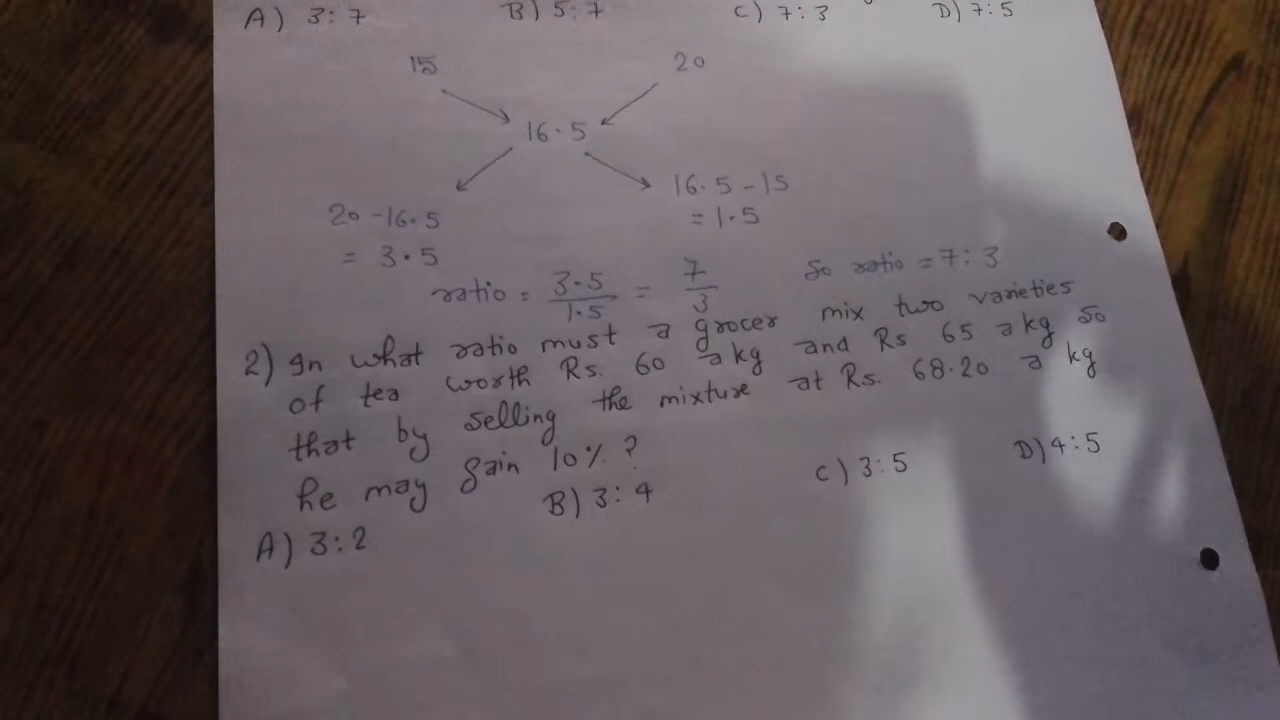 A) 3:7 B) 5:7 C) 7:3 D) 7:5
15 20
16.5
20-16.5 16.5-15
= 3.5 = 1.5
ratio = 3.5/1.5 = 7/3 So ratio = 7:3
2) In what ratio must a grocer mix two varieties
of tea worth Rs. 60 a kg and Rs 65 a kg so
that by selling the mixture at Rs. 68.20 a kg
he may gain 10% ?
A) 3:2 B) 3:4 C) 3:5 D) 4:5